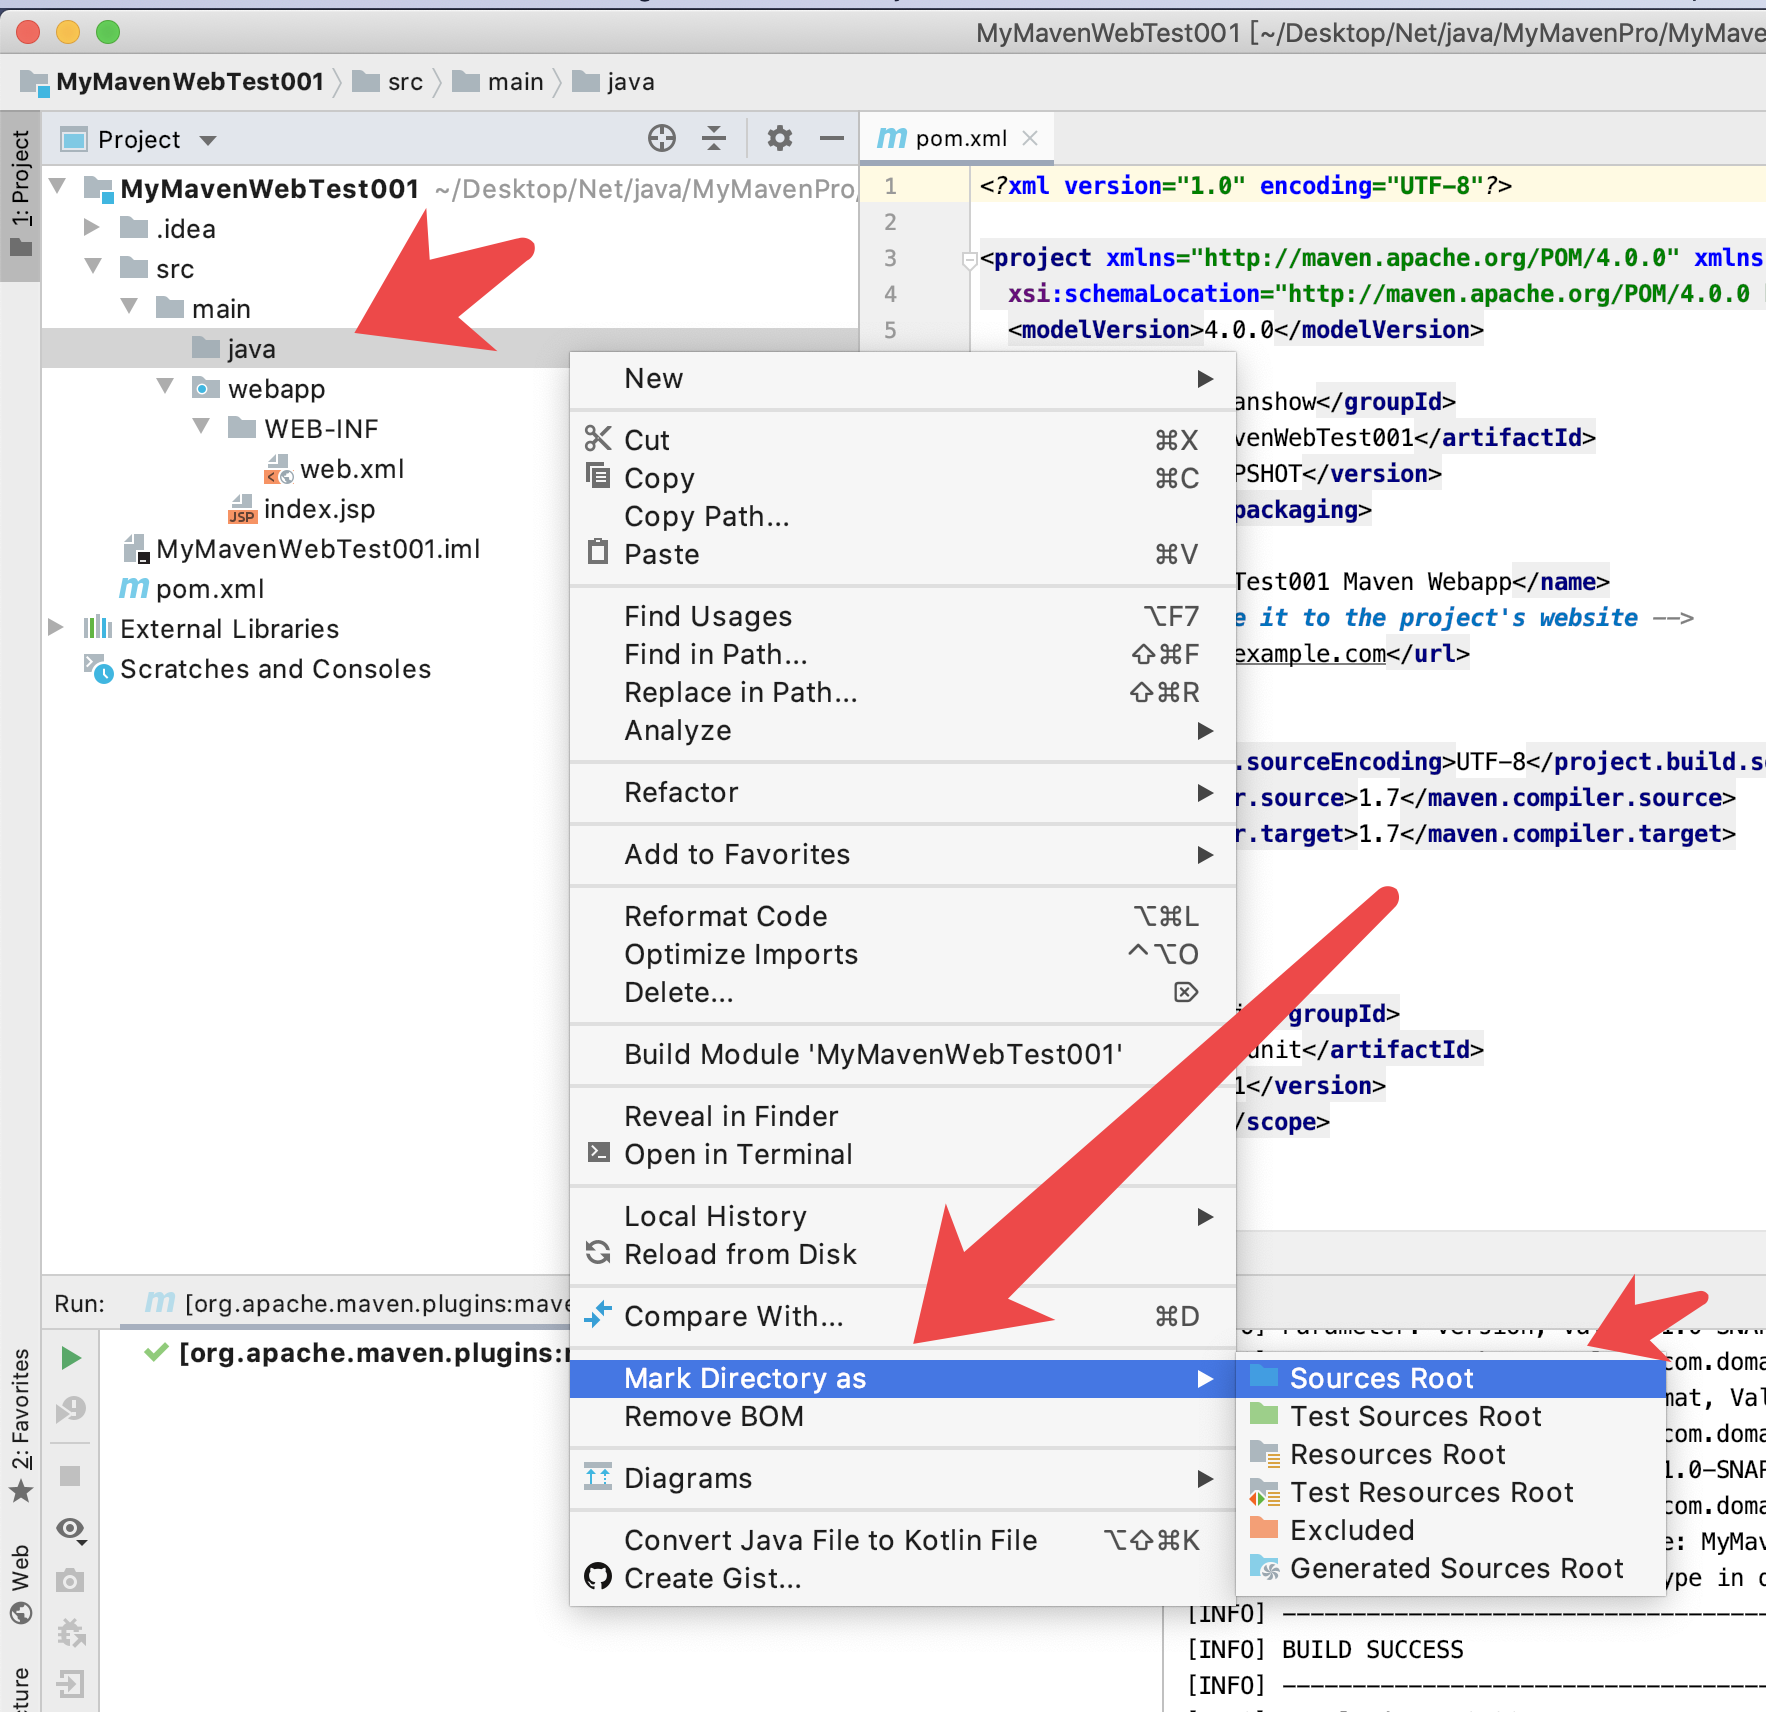 MyMavenWebTest001 [~/Desktop/Net/java/MyMavenPro/MyMave
MyMavenWebTest001 src main java
1: Project
Project
pom.xml
MyMavenWebTest001 ~/Desktop/Net/java/MyMavenPro/
.idea
src
main
java
webapp
WEB-INF
web.xml
JSP index.jsp
MyMavenWebTest001.iml
m pom.xml
External Libraries
Scratches and Consoles
1 <?xml version="1.0" encoding="UTF-8"?>
2
3 <project xmlns="http://maven.apache.org/POM/4.0.0" xmlns
4 xsi:schemaLocation="http://maven.apache.org/POM/4.0.0
5 <modelVersion>4.0.0</modelVersion>
anshow</groupId>
venWebTest001</artifactId>
PSHOT</version>
packaging>
Test001 Maven Webapp</name>
e it to the project's website -->
example.com</url>
.sourceEncoding>UTF-8</project.build.s
r.source>1.7</maven.compiler.source>
r.target>1.7</maven.compiler.target>
groupId>
unit</artifactId>
1</version>
/scope>
New
Cut ⌘X
Copy ⌘C
Copy Path...
Paste ⌘V
Find Usages ⌥F7
Find in Path... ⇧⌘F
Replace in Path... ⇧⌘R
Analyze
Refactor
Add to Favorites
Reformat Code ⌥⌘L
Optimize Imports ^⌥O
Delete... ⌦
Build Module 'MyMavenWebTest001'
Reveal in Finder
Open in Terminal
Local History
Reload from Disk
Compare With... ⌘D
Mark Directory as
Remove BOM
Diagrams
Convert Java File to Kotlin File ⌥⇧⌘K
Create Gist...
Sources Root
Test Sources Root
Resources Root
Test Resources Root
Excluded
Generated Sources Root
Run: m [org.apache.maven.plugins:mave
[org.apache.maven.plugins:
2: Favorites
Web
cture
com.doma
mat, Val
com.doma
1.0-SNAP
com.doma
e: MyMav
ype in
[INFO] ----------------------------------
[INFO] BUILD SUCCESS
[INFO] ----------------------------------